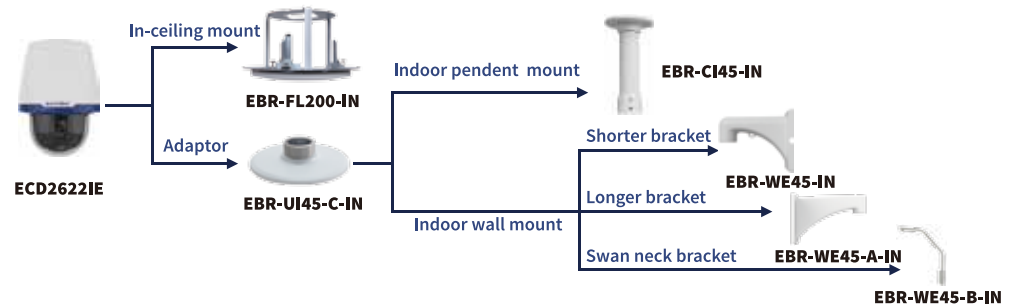 In-ceiling mount
EBR-FL200-IN
Indoor pendent mount
EBR-CI45-IN
ECD2622IE
Adaptor
EBR-UI45-C-IN
Shorter bracket
EBR-WE45-IN
Indoor wall mount
Longer bracket
EBR-WE45-A-IN
Swan neck bracket
EBR-WE45-B-IN